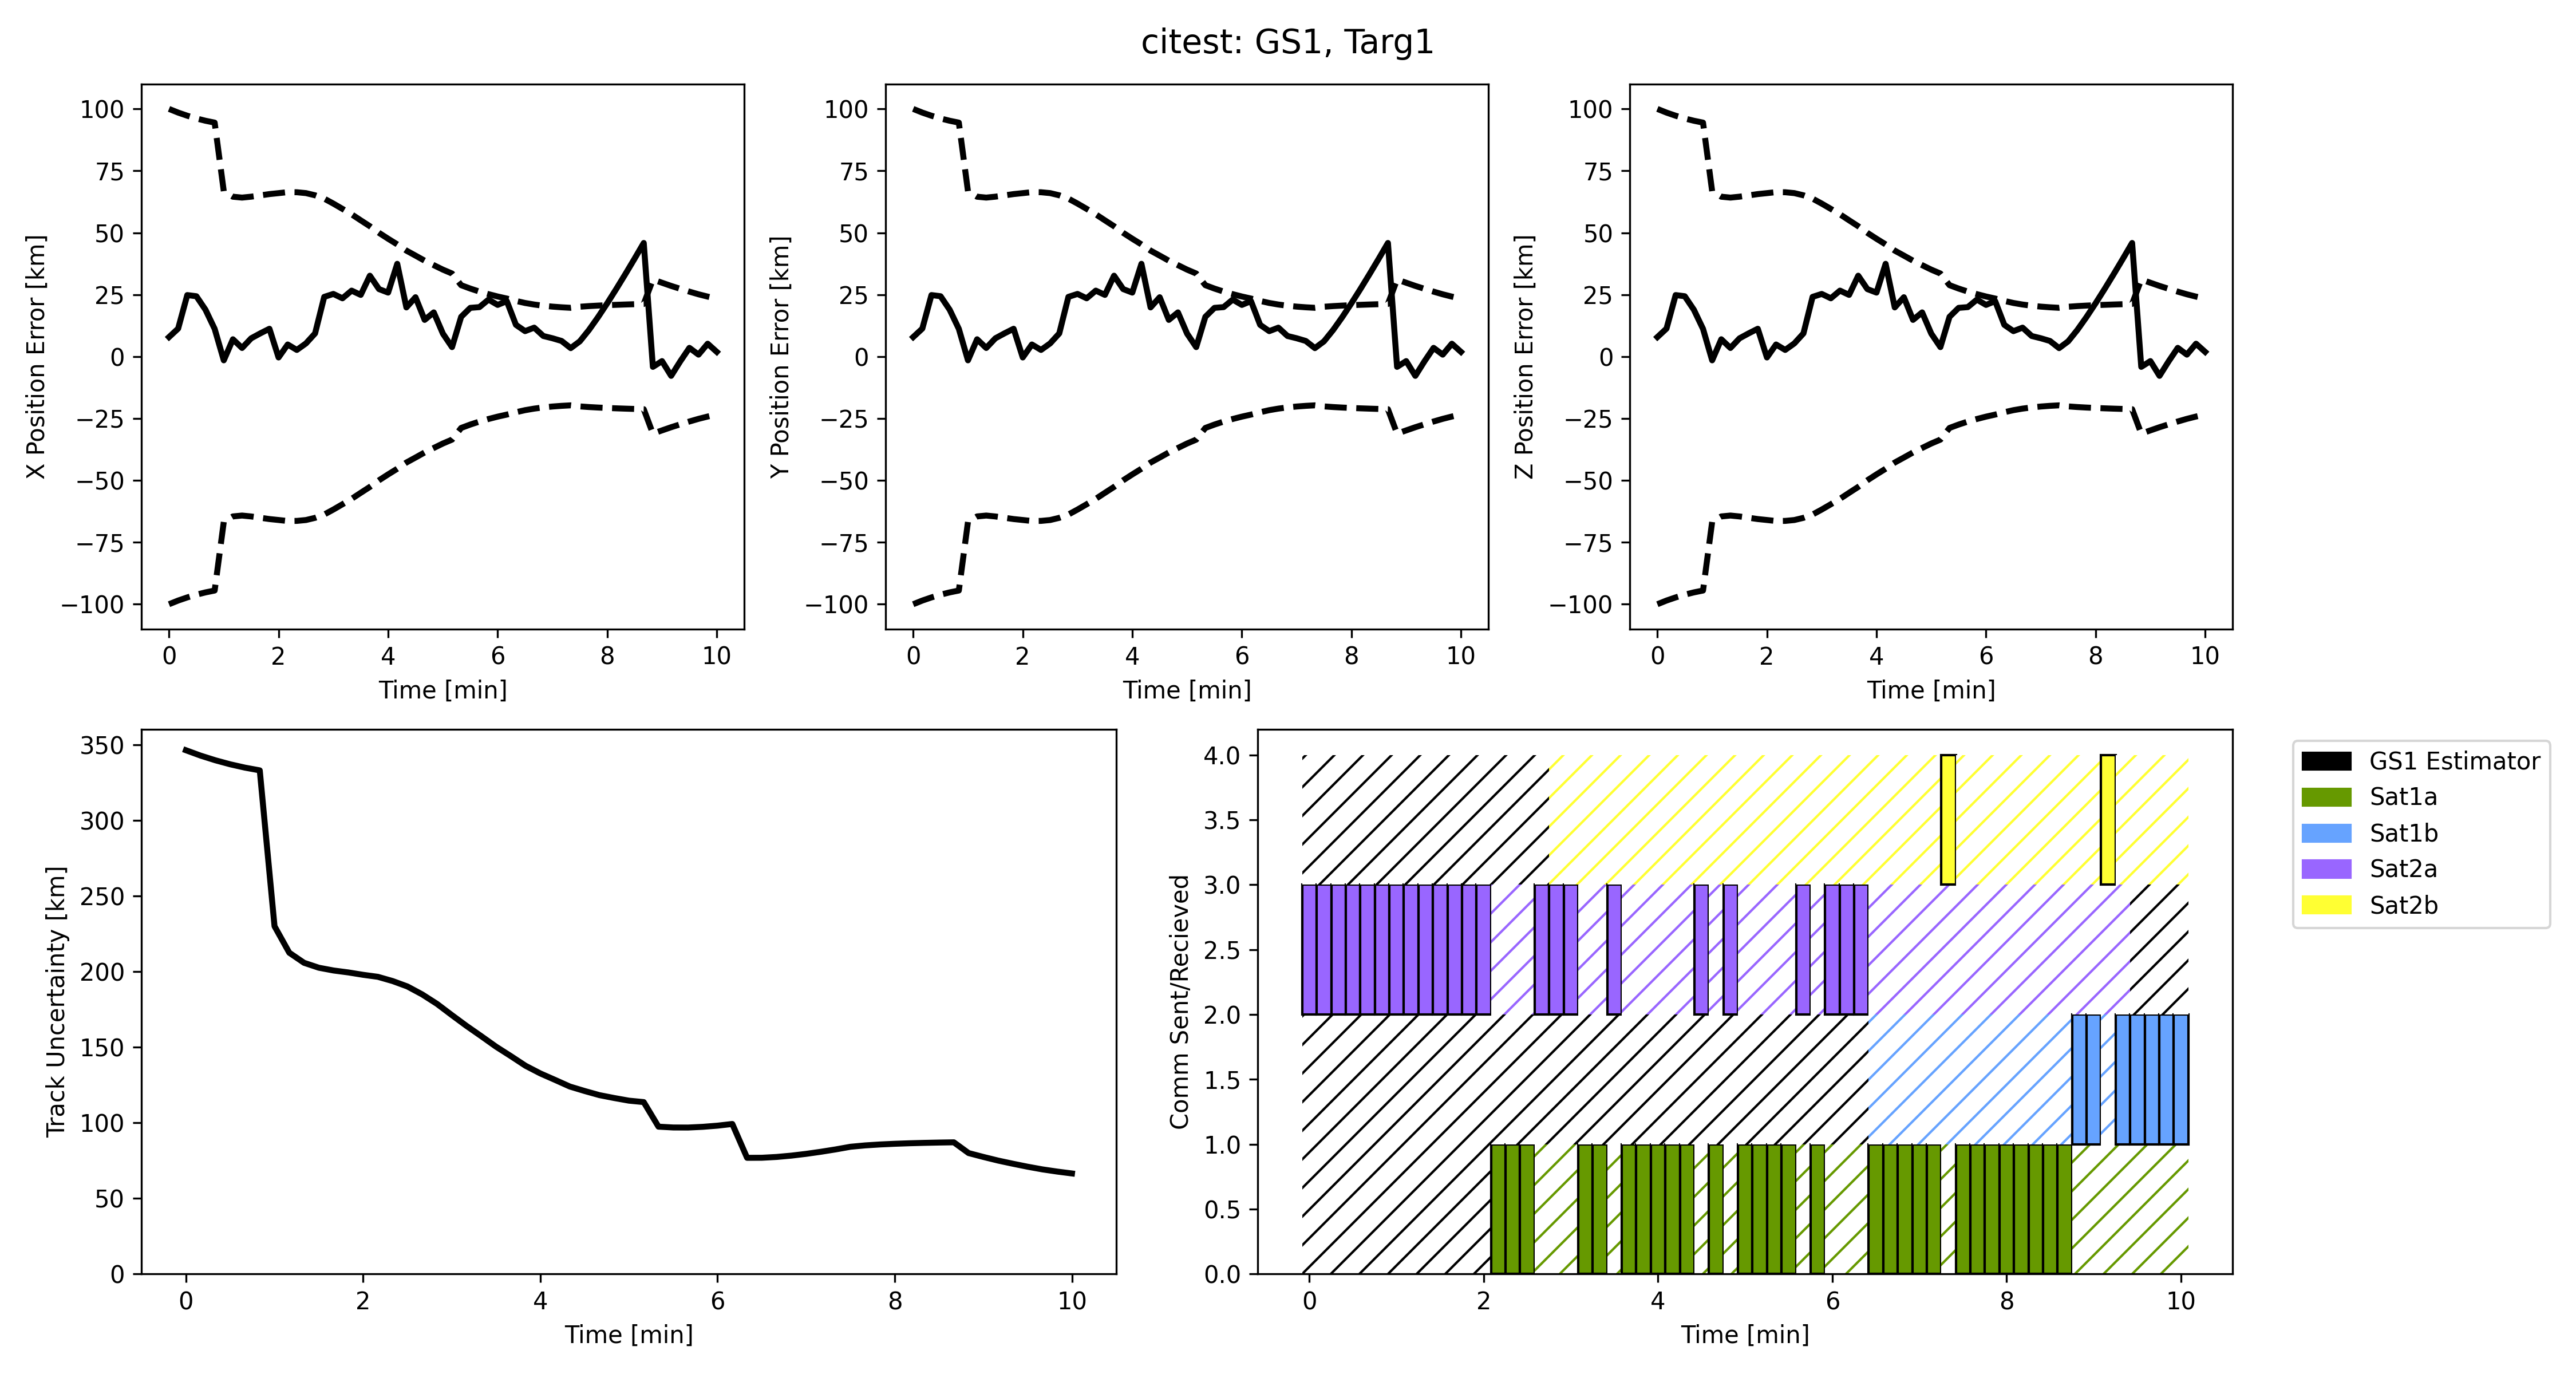 citest: GS1, Targ1
100
75
50
25
0
−25
−50
−75
−100
X Position Error [km]
0 2 4 6 8 10
Time [min]
100
75
50
25
0
−25
−50
−75
−100
Y Position Error [km]
0 2 4 6 8 10
Time [min]
100
75
50
25
0
−25
−50
−75
−100
Z Position Error [km]
0 2 4 6 8 10
Time [min]
350
300
250
200
150
100
50
0
Track Uncertainty [km]
0 2 4 6 8 10
Time [min]
4.0
3.5
3.0
2.5
2.0
1.5
1.0
0.5
0.0
Comm Sent/Recieved
0 2 4 6 8 10
Time [min]
GS1 Estimator
Sat1a
Sat1b
Sat2a
Sat2b